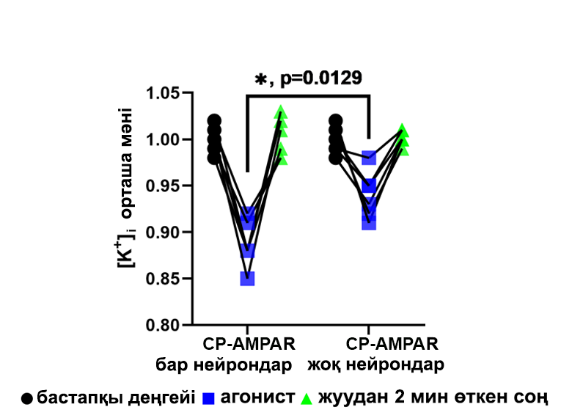 *, p=0.0129
[K⁺]ᵢ орташа мәні
1.05
1.00
0.95
0.90
0.85
0.80
CP-AMPAR CP-AMPAR
бар нейрондар жоқ нейрондар
бастапқы деңгейі агонист жуудан 2 мин өткен соң